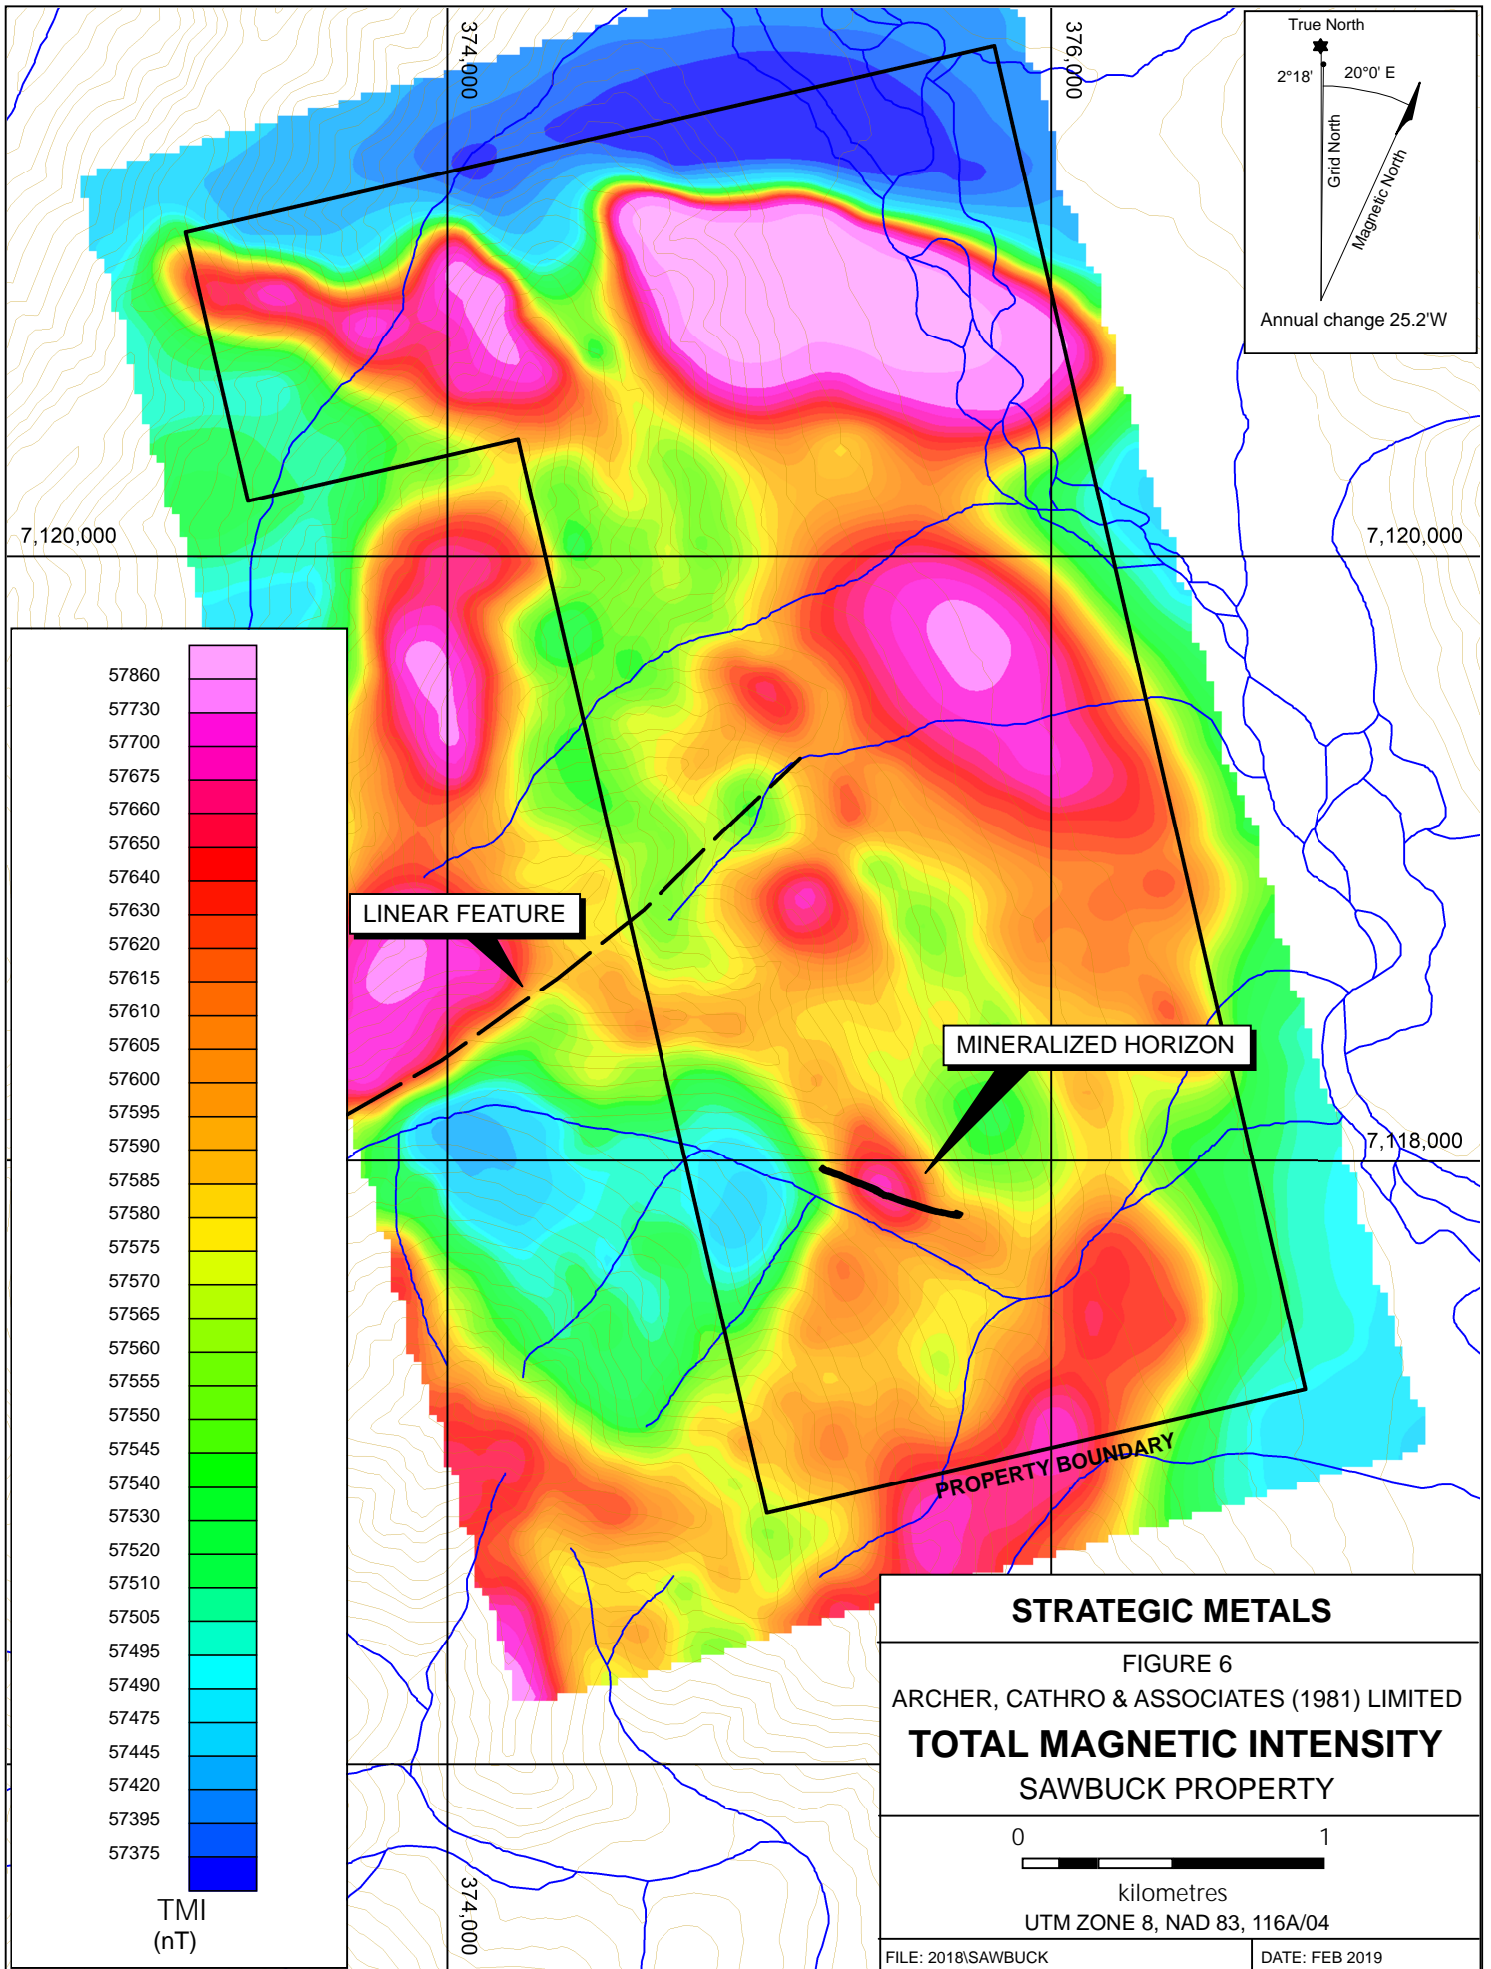 374,000
376,000
True North
2°18'
20°0' E
Grid North
Magnetic North
Annual change 25.2'W
7,120,000
7,120,000
57860
57730
57700
57675
57660
57650
57640
57630
57620
57615
57610
57605
57600
57595
57590
57585
57580
57575
57570
57565
57560
57555
57550
57545
57540
57530
57520
57510
57505
57495
57490
57475
57445
57420
57395
57375
TMI
(nT)
LINEAR FEATURE
MINERALIZED HORIZON
7,118,000
PROPERTY BOUNDARY
374,000
STRATEGIC METALS
FIGURE 6
ARCHER, CATHRO & ASSOCIATES (1981) LIMITED
TOTAL MAGNETIC INTENSITY
SAWBUCK PROPERTY
0 1
kilometres
UTM ZONE 8, NAD 83, 116A/04
FILE: 2018\SAWBUCK
DATE: FEB 2019